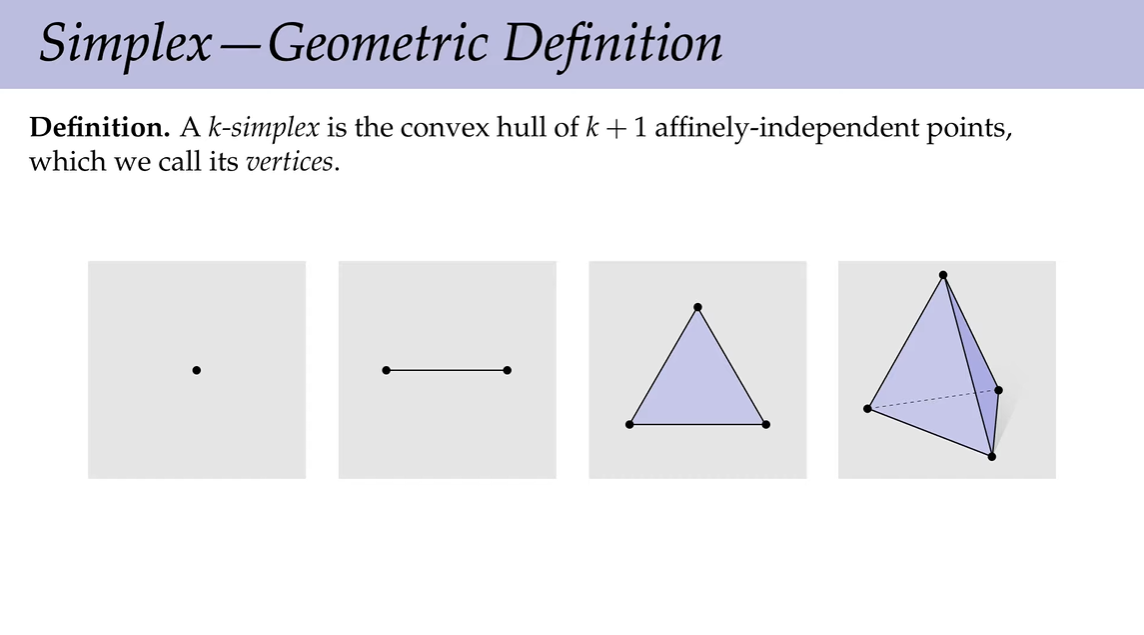 Simplex—Geometric Definition
Definition. A k-simplex is the convex hull of k + 1 affinely-independent points,
which we call its vertices.